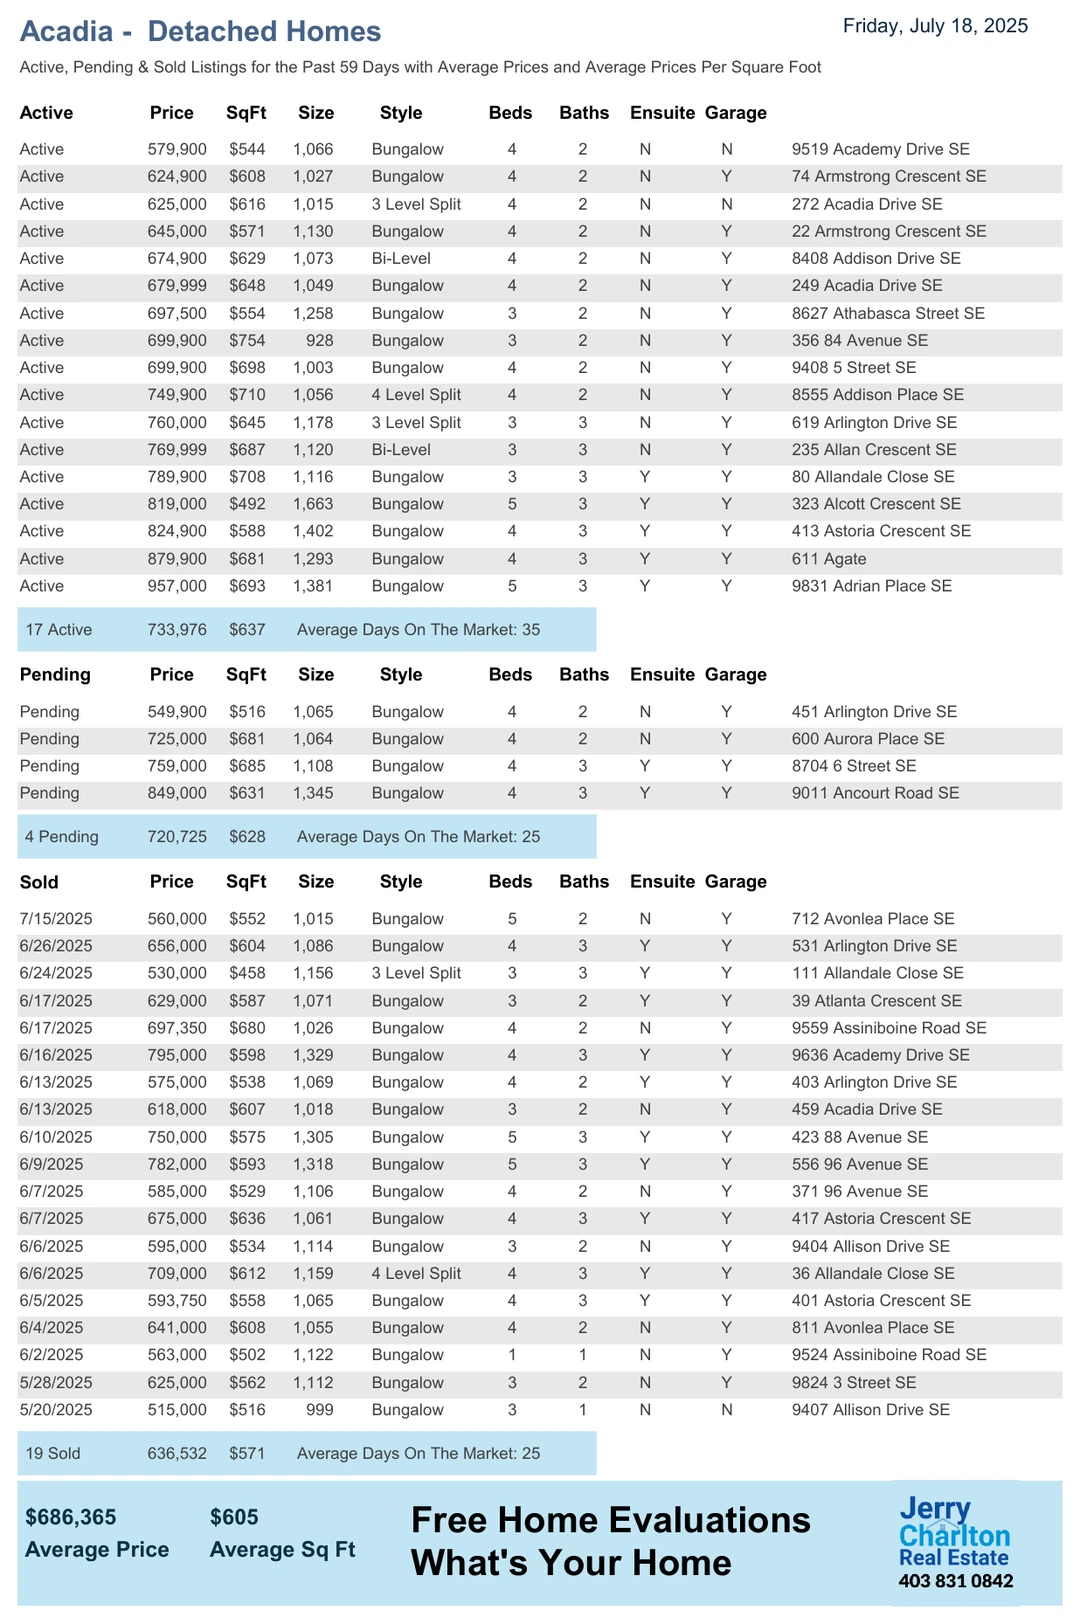 Acadia -  Detached Homes
Friday, July 18, 2025
Active, Pending & Sold Listings for the Past 59 Days with Average Prices and Average Prices Per Square Foot
Active Price SqFt Size Style Beds Baths Ensuite Garage
Active 579,900 $544 1,066 Bungalow 4 2 N N 9519 Academy Drive SE
Active 624,900 $608 1,027 Bungalow 4 2 N Y 74 Armstrong Crescent SE
Active 625,000 $616 1,015 3 Level Split 4 2 N N 272 Acadia Drive SE
Active 645,000 $571 1,130 Bungalow 4 2 N Y 22 Armstrong Crescent SE
Active 674,900 $629 1,073 Bi-Level 4 2 N Y 8408 Addison Drive SE
Active 679,999 $648 1,049 Bungalow 4 2 N Y 249 Acadia Drive SE
Active 697,500 $554 1,258 Bungalow 3 2 N Y 8627 Athabasca Street SE
Active 699,900 $754 928 Bungalow 3 2 N Y 356 84 Avenue SE
Active 699,900 $698 1,003 Bungalow 4 2 N Y 9408 5 Street SE
Active 749,900 $710 1,056 4 Level Split 4 2 N Y 8555 Addison Place SE
Active 760,000 $645 1,178 3 Level Split 3 3 N Y 619 Arlington Drive SE
Active 769,999 $687 1,120 Bi-Level 3 3 N Y 235 Allan Crescent SE
Active 789,900 $708 1,116 Bungalow 3 3 Y Y 80 Allandale Close SE
Active 819,000 $492 1,663 Bungalow 5 3 Y Y 323 Alcott Crescent SE
Active 824,900 $588 1,402 Bungalow 4 3 Y Y 413 Astoria Crescent SE
Active 879,900 $681 1,293 Bungalow 4 3 Y Y 611 Agate
Active 957,000 $693 1,381 Bungalow 5 3 Y Y 9831 Adrian Place SE
17 Active 733,976 $637 Average Days On The Market: 35
Pending Price SqFt Size Style Beds Baths Ensuite Garage
Pending 549,900 $516 1,065 Bungalow 4 2 N Y 451 Arlington Drive SE
Pending 725,000 $681 1,064 Bungalow 4 2 N Y 600 Aurora Place SE
Pending 759,000 $685 1,108 Bungalow 4 3 Y Y 8704 6 Street SE
Pending 849,000 $631 1,345 Bungalow 4 3 Y Y 9011 Ancourt Road SE
4 Pending 720,725 $628 Average Days On The Market: 25
Sold Price SqFt Size Style Beds Baths Ensuite Garage
7/15/2025 560,000 $552 1,015 Bungalow 5 2 N Y 712 Avonlea Place SE
6/26/2025 656,000 $604 1,086 Bungalow 4 3 Y Y 531 Arlington Drive SE
6/24/2025 530,000 $458 1,156 3 Level Split 3 3 Y Y 111 Allandale Close SE
6/17/2025 629,000 $587 1,071 Bungalow 3 2 Y Y 39 Atlanta Crescent SE
6/17/2025 697,350 $680 1,026 Bungalow 4 2 N Y 9559 Assiniboine Road SE
6/16/2025 795,000 $598 1,329 Bungalow 4 3 Y Y 9636 Academy Drive SE
6/13/2025 575,000 $538 1,069 Bungalow 4 2 Y Y 403 Arlington Drive SE
6/13/2025 618,000 $607 1,018 Bungalow 3 2 N Y 459 Acadia Drive SE
6/10/2025 750,000 $575 1,305 Bungalow 5 3 Y Y 423 88 Avenue SE
6/9/2025 782,000 $593 1,318 Bungalow 5 3 Y Y 556 96 Avenue SE
6/7/2025 585,000 $529 1,106 Bungalow 4 2 N Y 371 96 Avenue SE
6/7/2025 675,000 $636 1,061 Bungalow 4 3 Y Y 417 Astoria Crescent SE
6/6/2025 595,000 $534 1,114 Bungalow 3 2 N Y 9404 Allison Drive SE
6/6/2025 709,000 $612 1,159 4 Level Split 4 3 Y Y 36 Allandale Close SE
6/5/2025 593,750 $558 1,065 Bungalow 4 3 Y Y 401 Astoria Crescent SE
6/4/2025 641,000 $608 1,055 Bungalow 4 2 N Y 811 Avonlea Place SE
6/2/2025 563,000 $502 1,122 Bungalow 1 1 N Y 9524 Assiniboine Road SE
5/28/2025 625,000 $562 1,112 Bungalow 3 2 N Y 9824 3 Street SE
5/20/2025 515,000 $516 999 Bungalow 3 1 N N 9407 Allison Drive SE
19 Sold 636,532 $571 Average Days On The Market: 25
$686,365 $605
Average Price Average Sq Ft
Free Home Evaluations
What's Your Home
Jerry
Charlton
Real Estate
403 831 0842